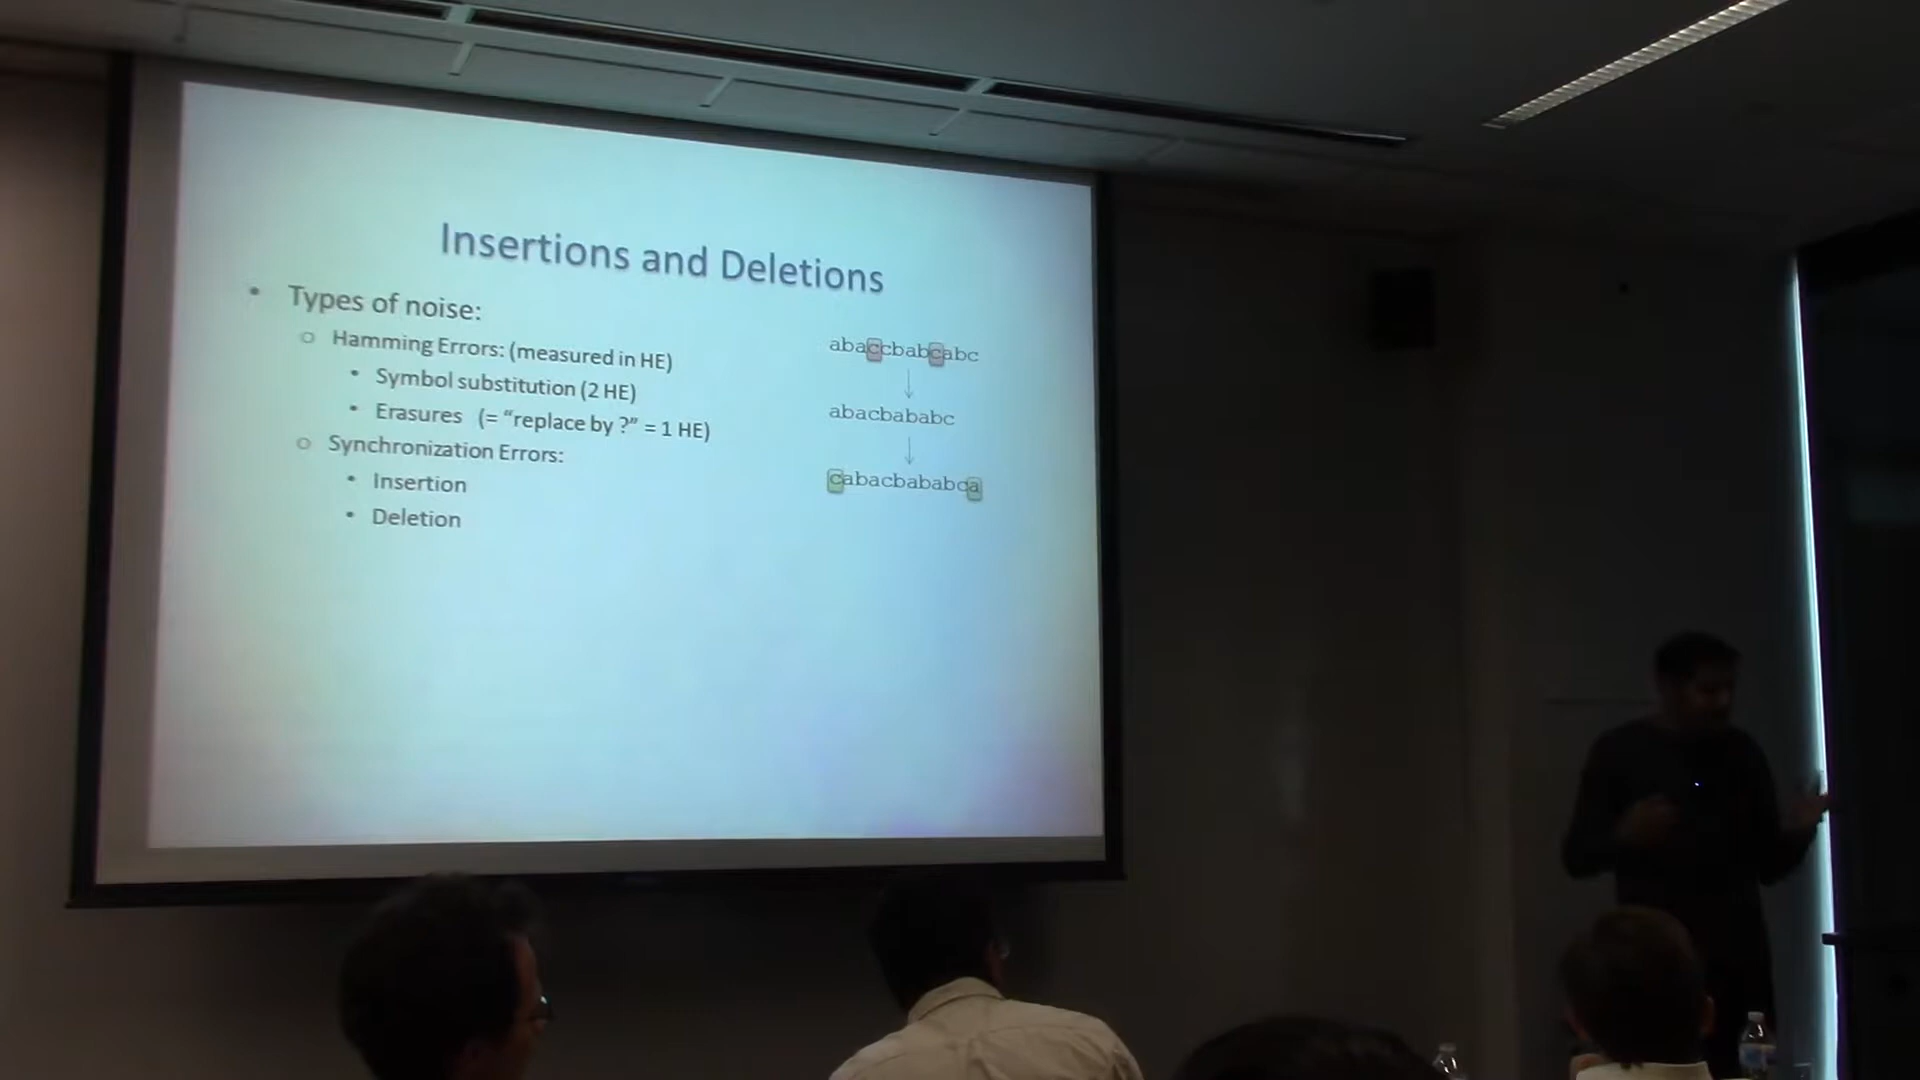 Insertions and Deletions
• Types of noise:
○ Hamming Errors: (measured in HE)
• Symbol substitution (2 HE)
• Erasures (= “replace by ?” = 1 HE)
○ Synchronization Errors:
• Insertion
• Deletion
abaccbabcabc
↓
abacbababc
↓
cabacbababca